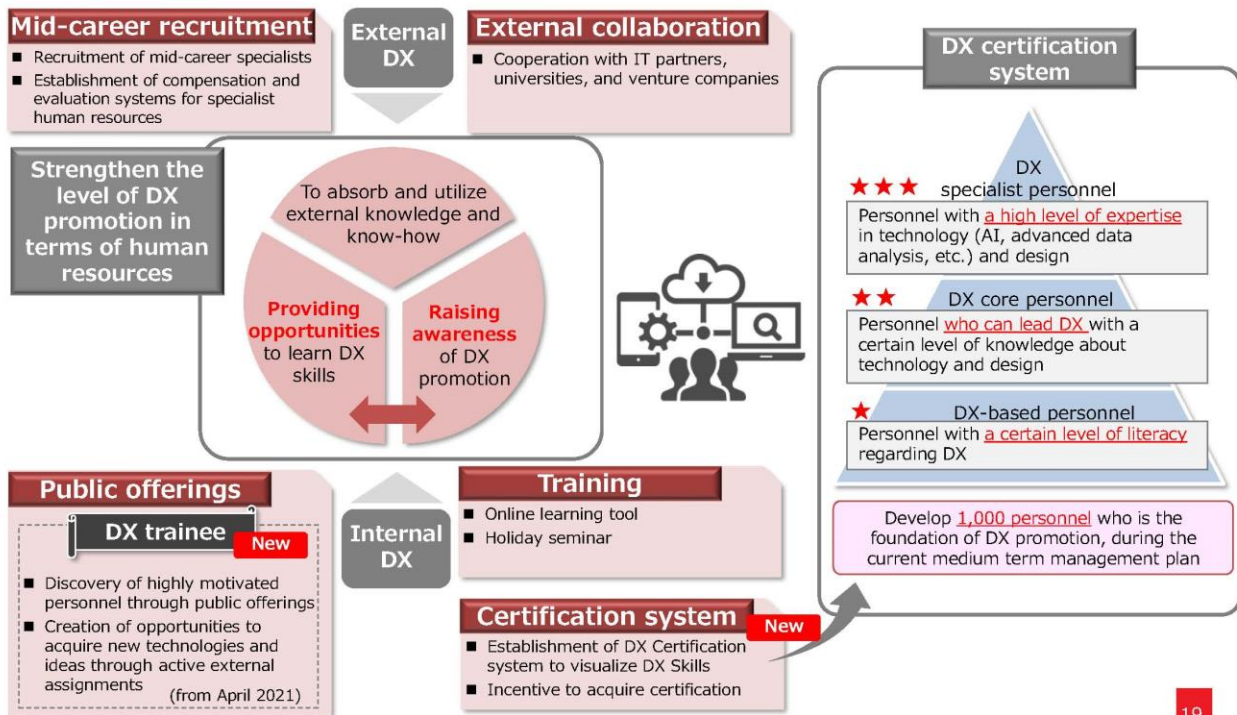 Mid-career recruitment
■ Recruitment of mid-career specialists
■ Establishment of compensation and
evaluation systems for specialist
human resources
External
DX
External collaboration
■ Cooperation with IT partners,
universities, and venture companies
Strengthen the
level of DX
promotion in
terms of human
resources
To absorb and utilize
external knowledge and
know-how
Providing
opportunities
to learn DX
skills
Raising
awareness
of DX
promotion
Public offerings
DX trainee
New
■ Discovery of highly motivated
personnel through public offerings
■ Creation of opportunities to
acquire new technologies and
ideas through active external
assignments
(from April 2021)
Internal
DX
Training
■ Online learning tool
■ Holiday seminar
Certification system
New
■ Establishment of DX Certification
system to visualize DX Skills
■ Incentive to acquire certification
DX certification
system
DX
★★★ specialist personnel
Personnel with a high level of expertise
in technology (AI, advanced data
analysis, etc.) and design
★★ DX core personnel
Personnel who can lead DX with a
certain level of knowledge about
technology and design
★ DX-based personnel
Personnel with a certain level of literacy
regarding DX
Develop 1,000 personnel who is the
foundation of DX promotion, during the
current medium term management plan
19